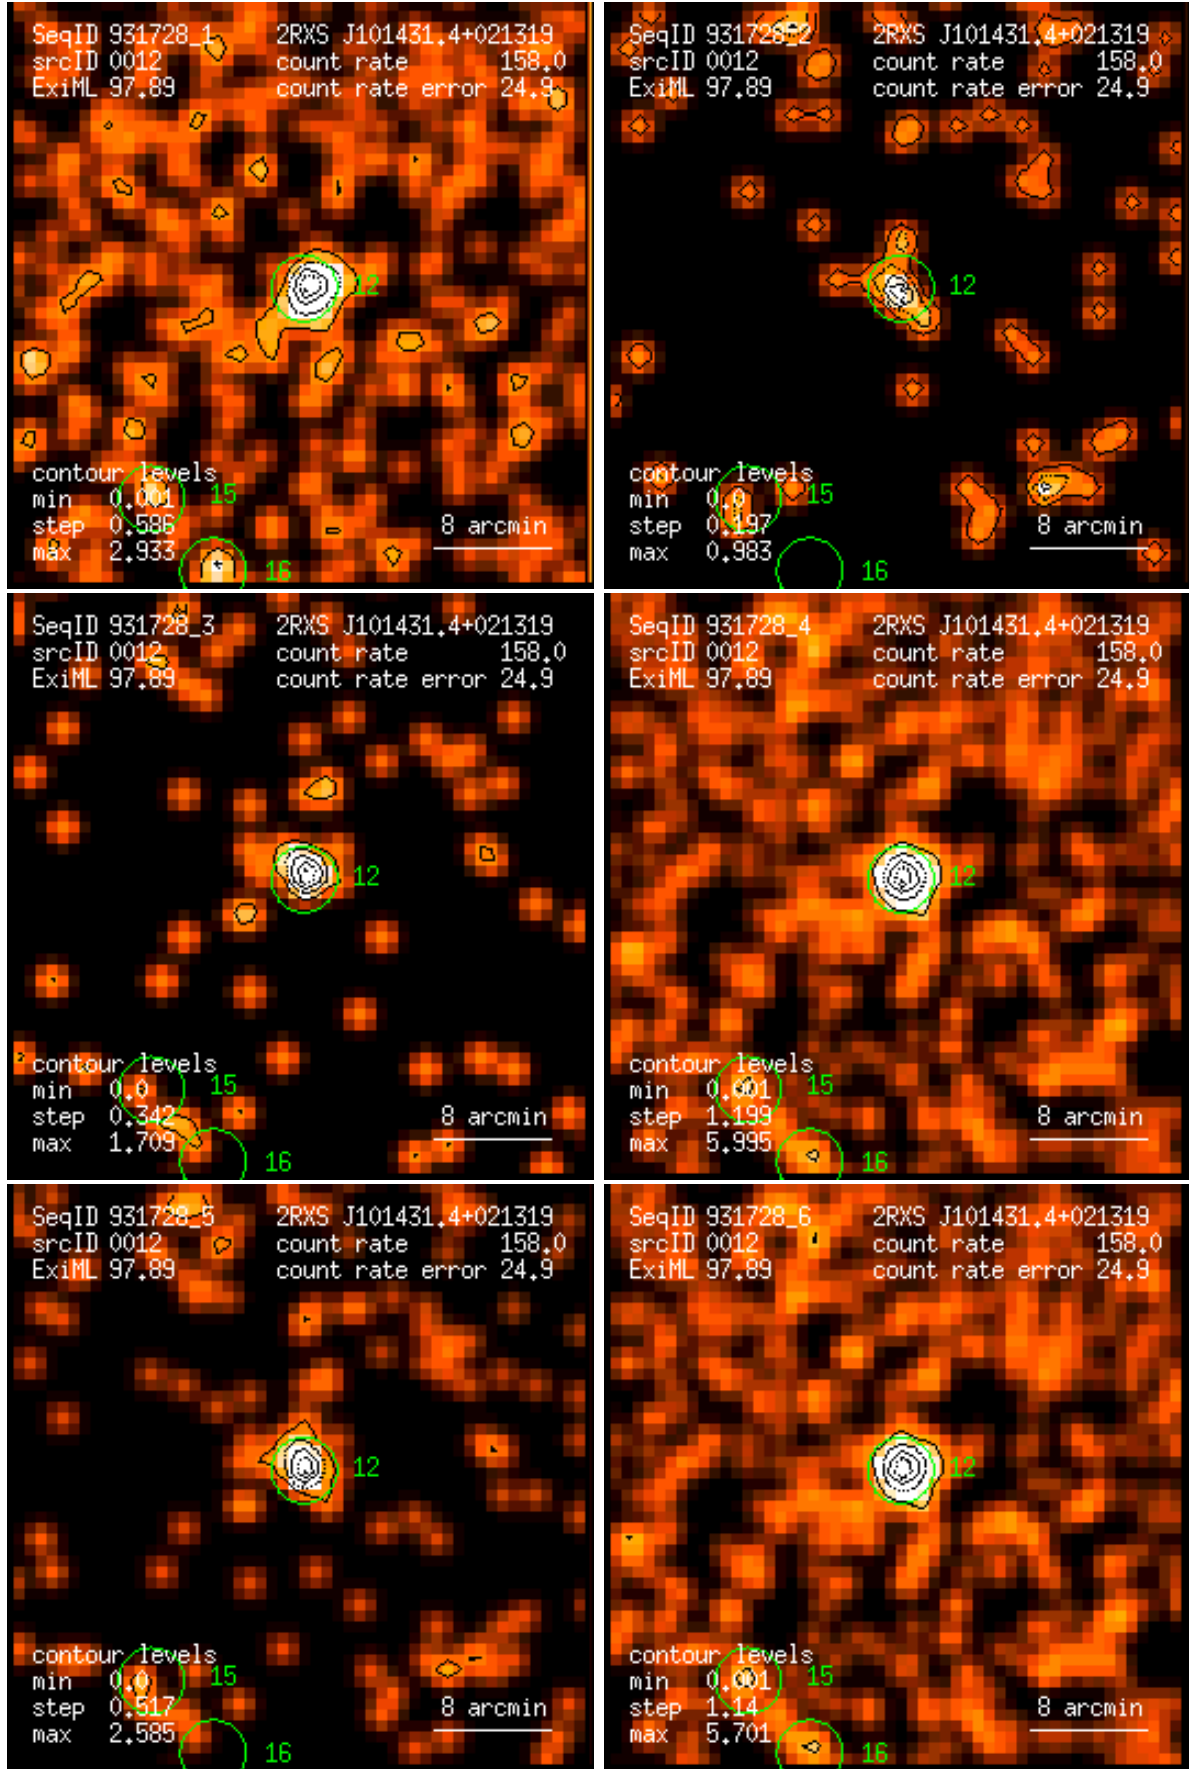 SeqID 931728_1 2RXS J101431.4+021319
srcID 0012 count rate 158.0
ExiML 97.89 count rate error 24.9
12
contour levels
min 0.001 15
step 0.586 8 arcmin
max 2.933
16
SeqID 931728_2 2RXS J101431.4+021319
srcID 0012 count rate 158.0
ExiML 97.89 count rate error 24.9
12
contour levels
min 0.0 15
step 0.197 8 arcmin
max 0.983
16
SeqID 931728_3 2RXS J101431.4+021319
srcID 0012 count rate 158.0
ExiML 97.89 count rate error 24.9
12
contour levels
min 0.0 15
step 0.342 8 arcmin
max 1.709
16
SeqID 931728_4 2RXS J101431.4+021319
srcID 0012 count rate 158.0
ExiML 97.89 count rate error 24.9
12
contour levels
min 0.001 15
step 1.199 8 arcmin
max 5.995
16
SeqID 931728_5 2RXS J101431.4+021319
srcID 0012 count rate 158.0
ExiML 97.89 count rate error 24.9
12
contour levels
min 0.0 15
step 0.517 8 arcmin
max 2.585
16
SeqID 931728_6 2RXS J101431.4+021319
srcID 0012 count rate 158.0
ExiML 97.89 count rate error 24.9
12
contour levels
min 0.001 15
step 1.14 8 arcmin
max 5.701
16